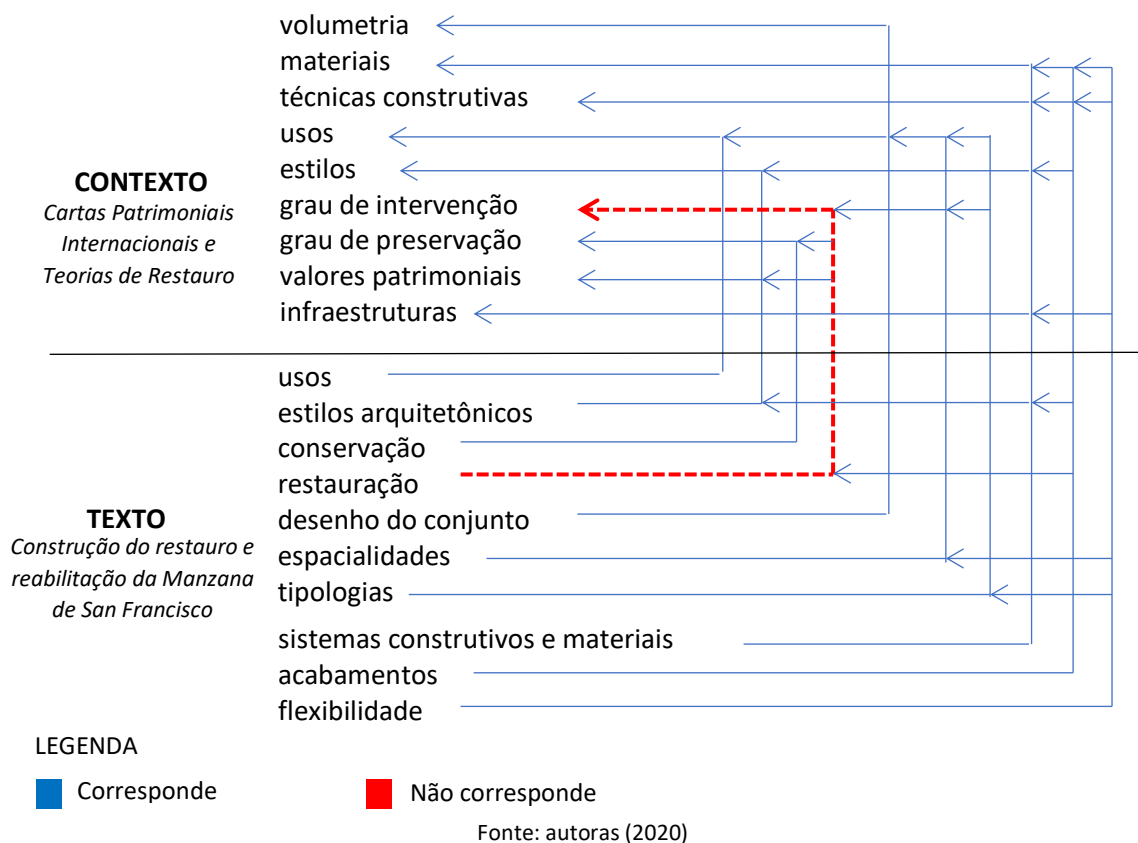 volumetria
materiais
técnicas construtivas
usos
estilos
grau de intervenção
grau de preservação
valores patrimoniais
infraestruturas
CONTEXTO
Cartas Patrimoniais
Internacionais e
Teorias de Restauro
usos
estilos arquitetônicos
conservação
restauração
desenho do conjunto
espacialidades
tipologias
sistemas construtivos e materiais
acabamentos
flexibilidade
TEXTO
Construção do restauro e
reabilitação da Manzana
de San Francisco
LEGENDA
Corresponde
Não corresponde
Fonte: autoras (2020)